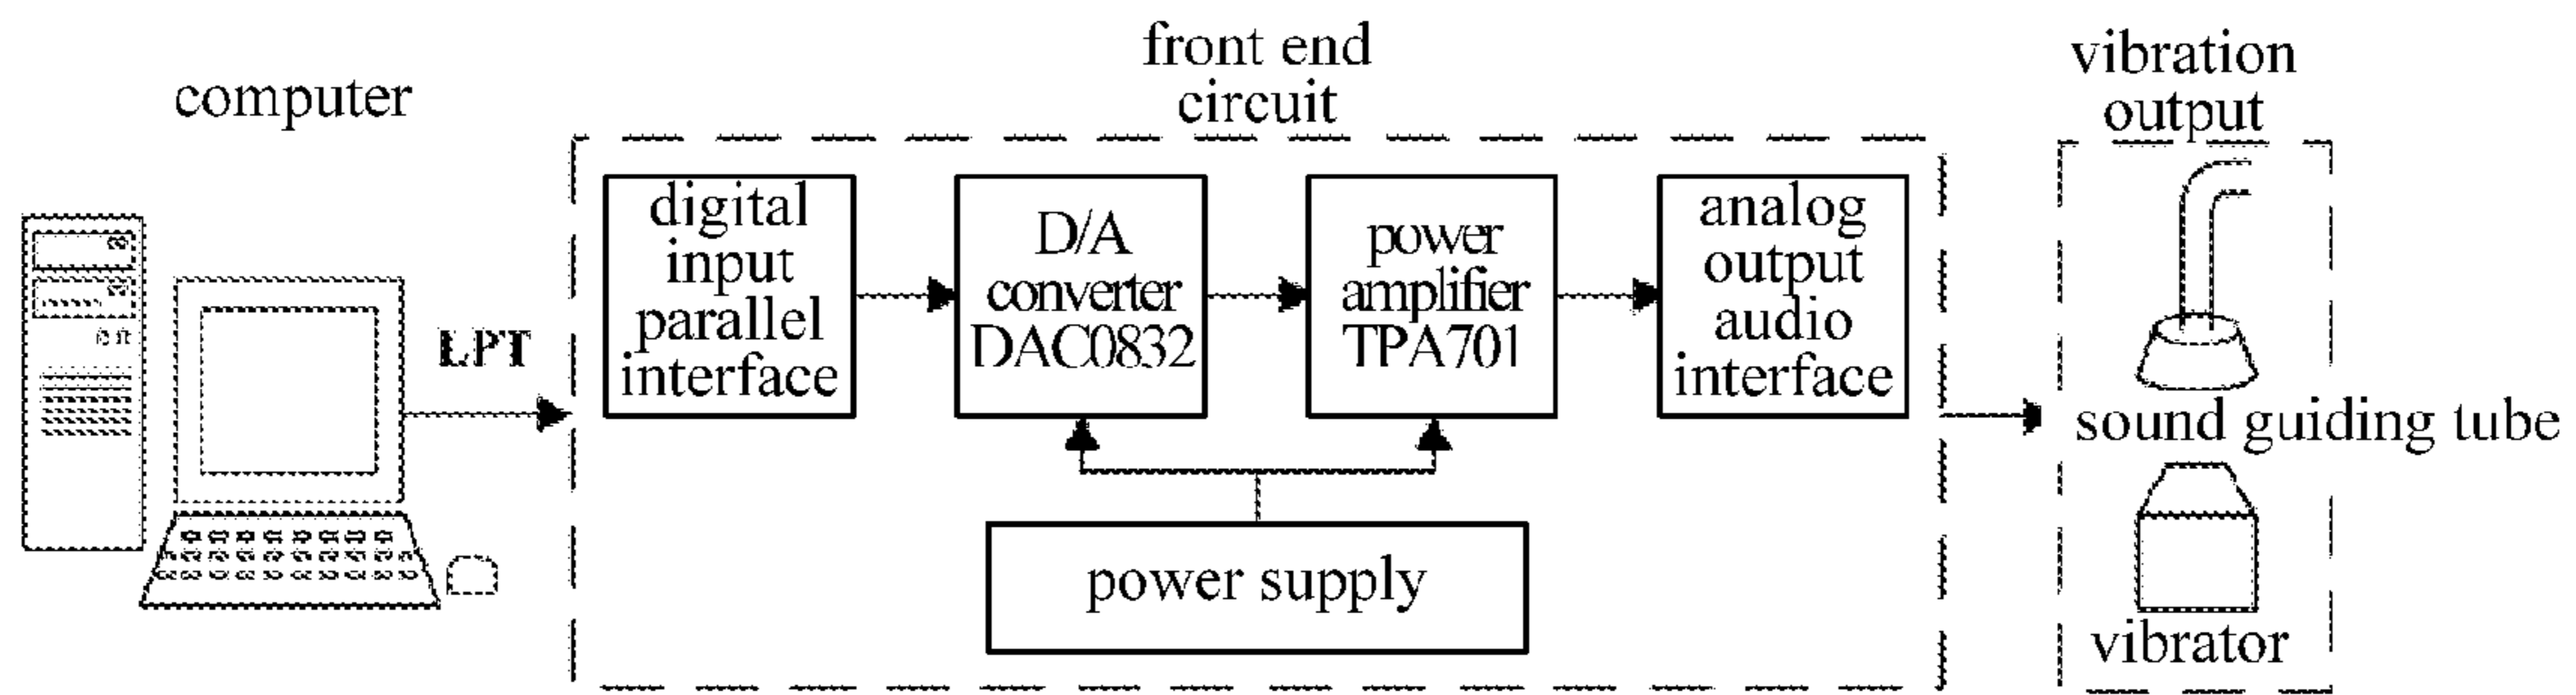 computer
LPT
front end
circuit
digital
input
parallel
interface
D/A
converter
DAC0832
power
amplifier
TPA701
analog
output
audio
interface
power supply
vibration
output
sound guiding tube
vibrator